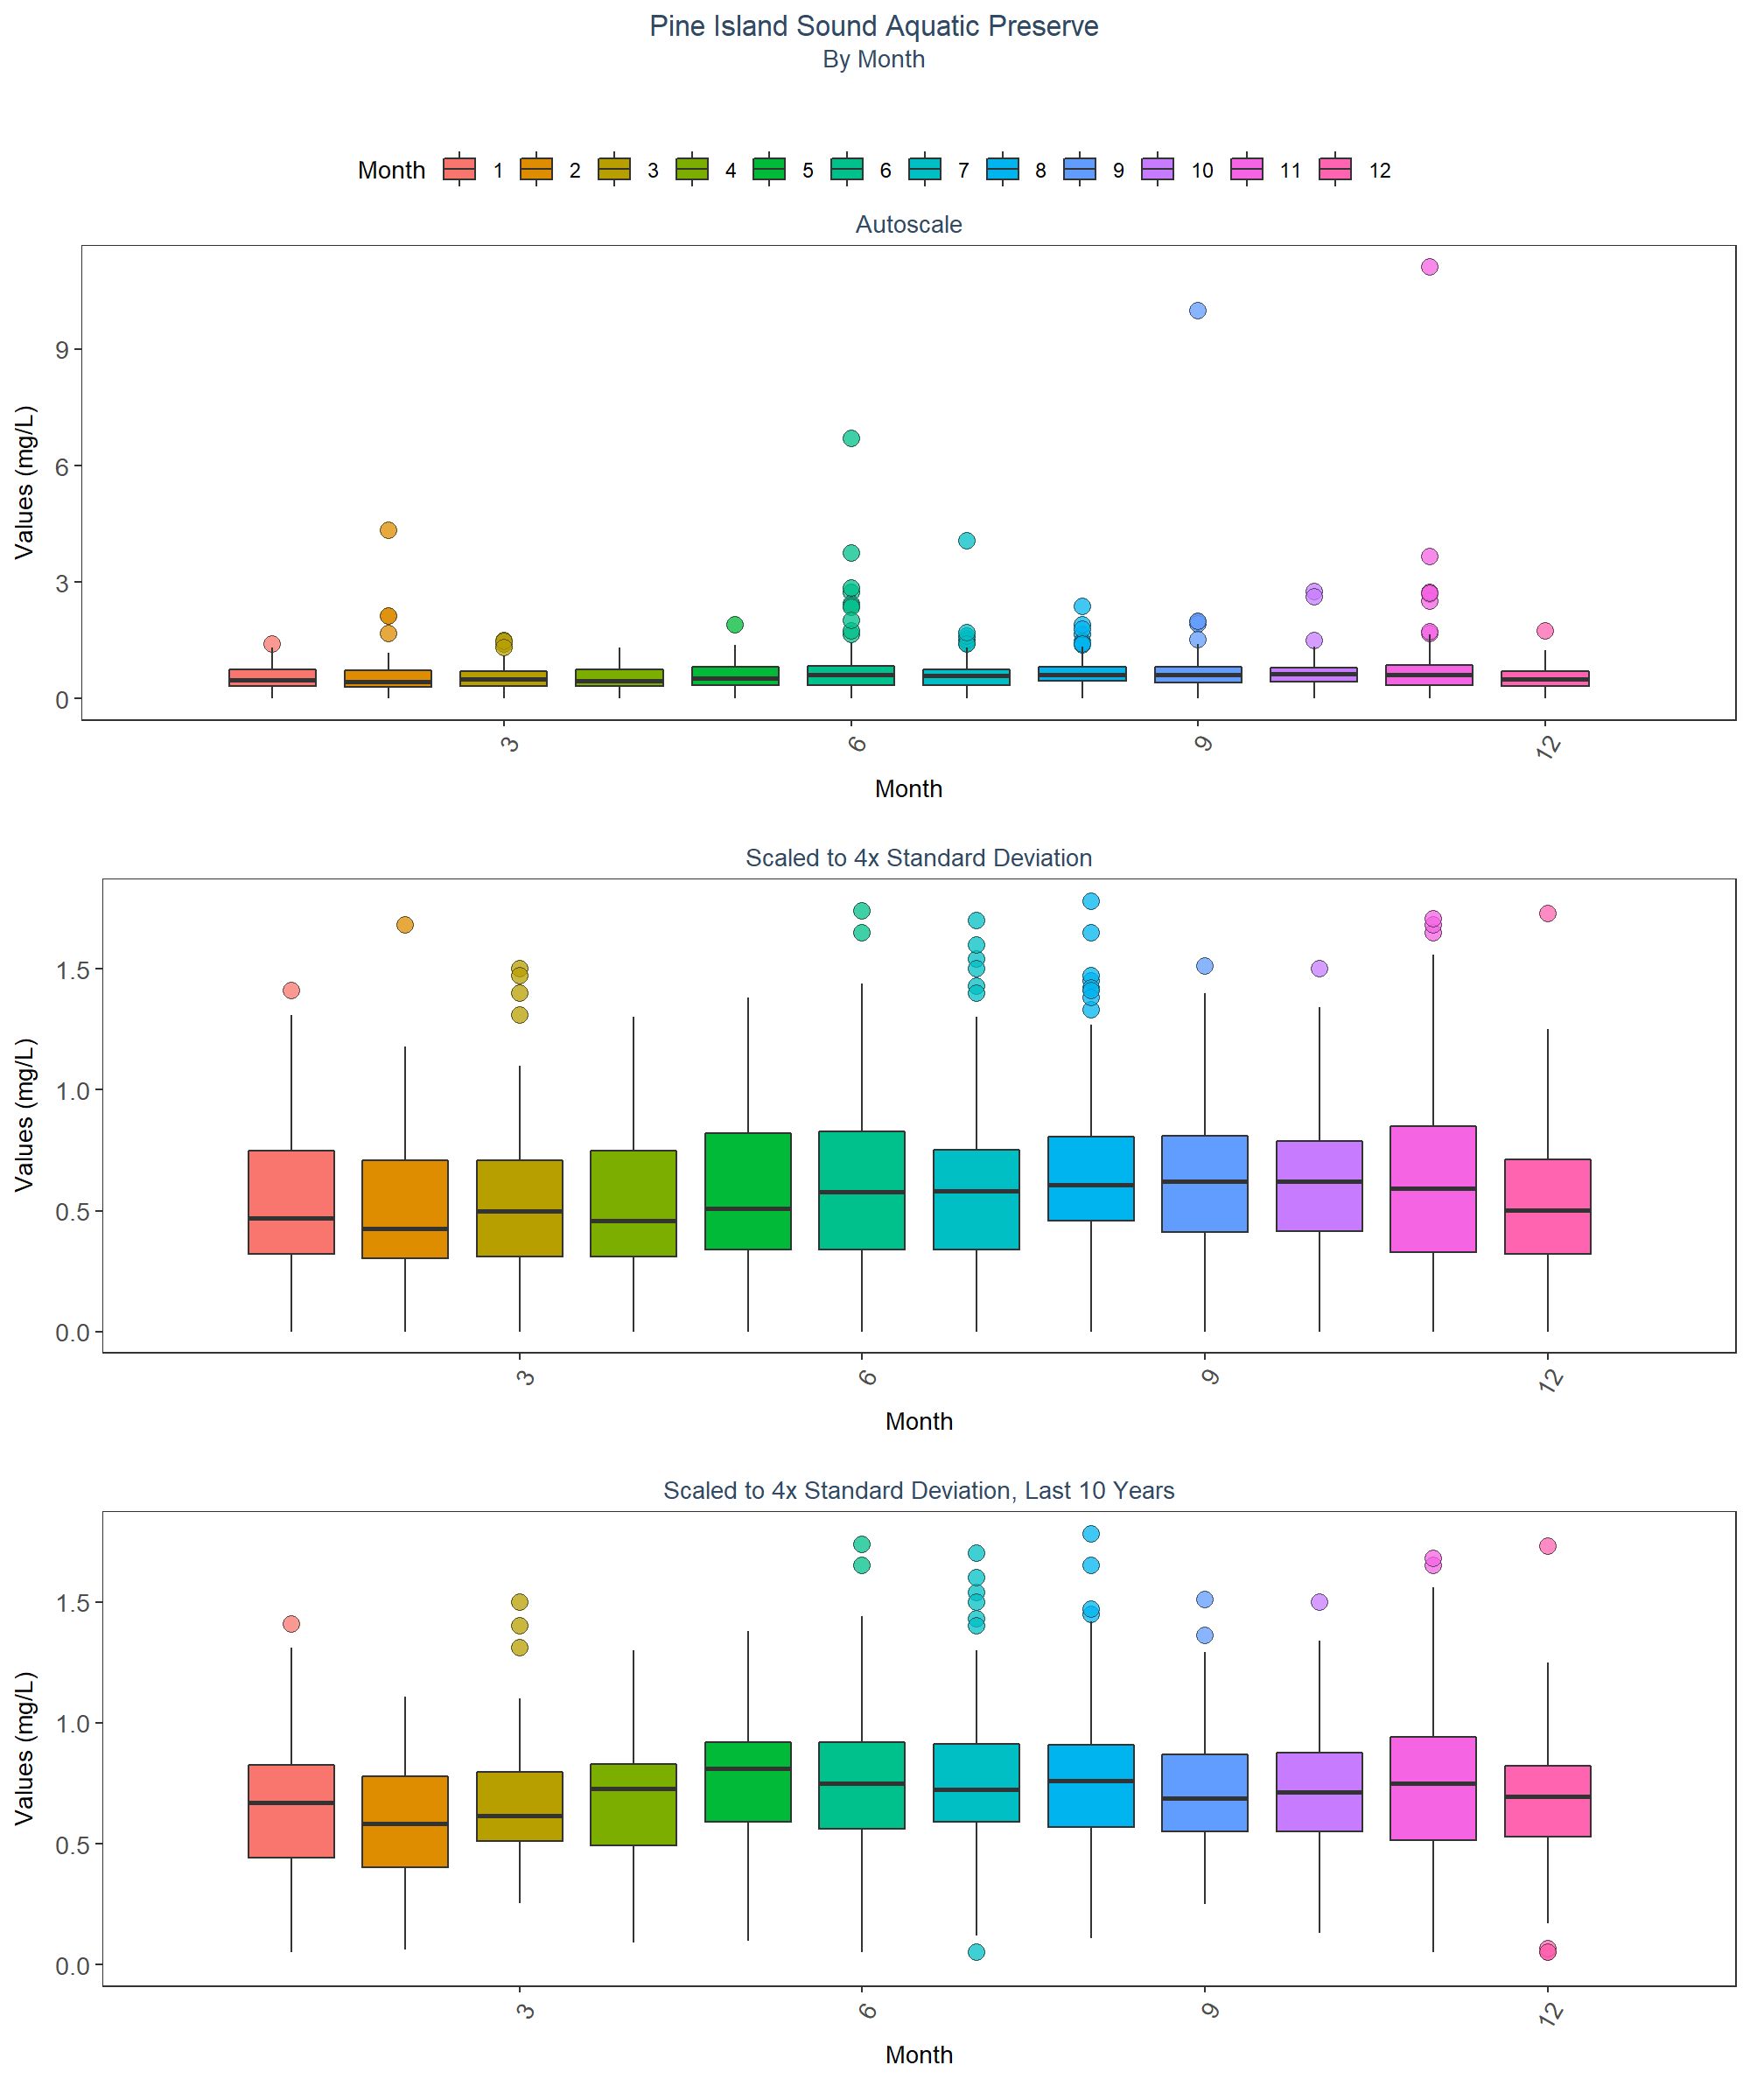 Pine Island Sound Aquatic Preserve
By Month
Month 1 2 3 4 5 6 7 8 9 10 11 12
Autoscale
Values (mg/L)
9
6
3
0
3 6 9 12
Month
Scaled to 4x Standard Deviation
Values (mg/L)
1.5
1.0
0.5
0.0
3 6 9 12
Month
Scaled to 4x Standard Deviation, Last 10 Years
Values (mg/L)
1.5
1.0
0.5
0.0
3 6 9 12
Month